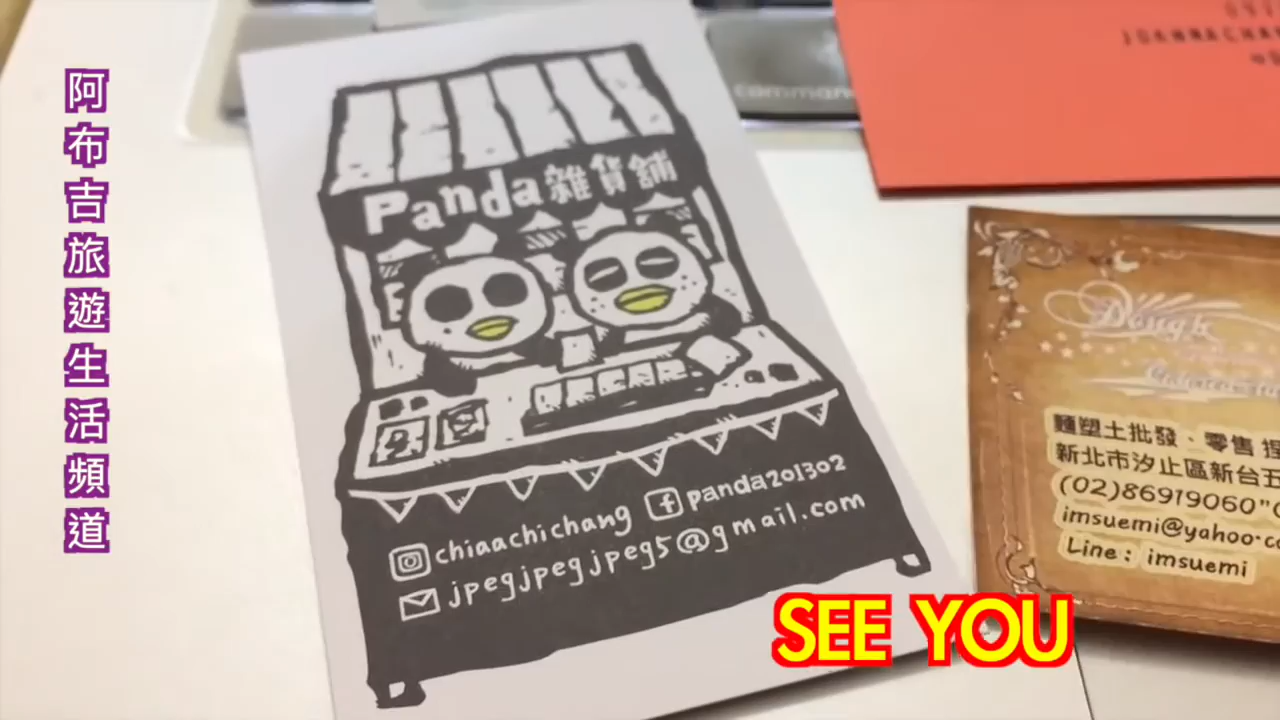 阿布吉旅遊生活頻道
Panda雜貨舖
chiaachichang panda201302
jpegjpegjpeg5@gmail.com
command
麵塑土批發、零售
新北市汐止區新台五
(02)86919060
imsuemi@yahoo.co
Line： imsuemi
SEE YOU